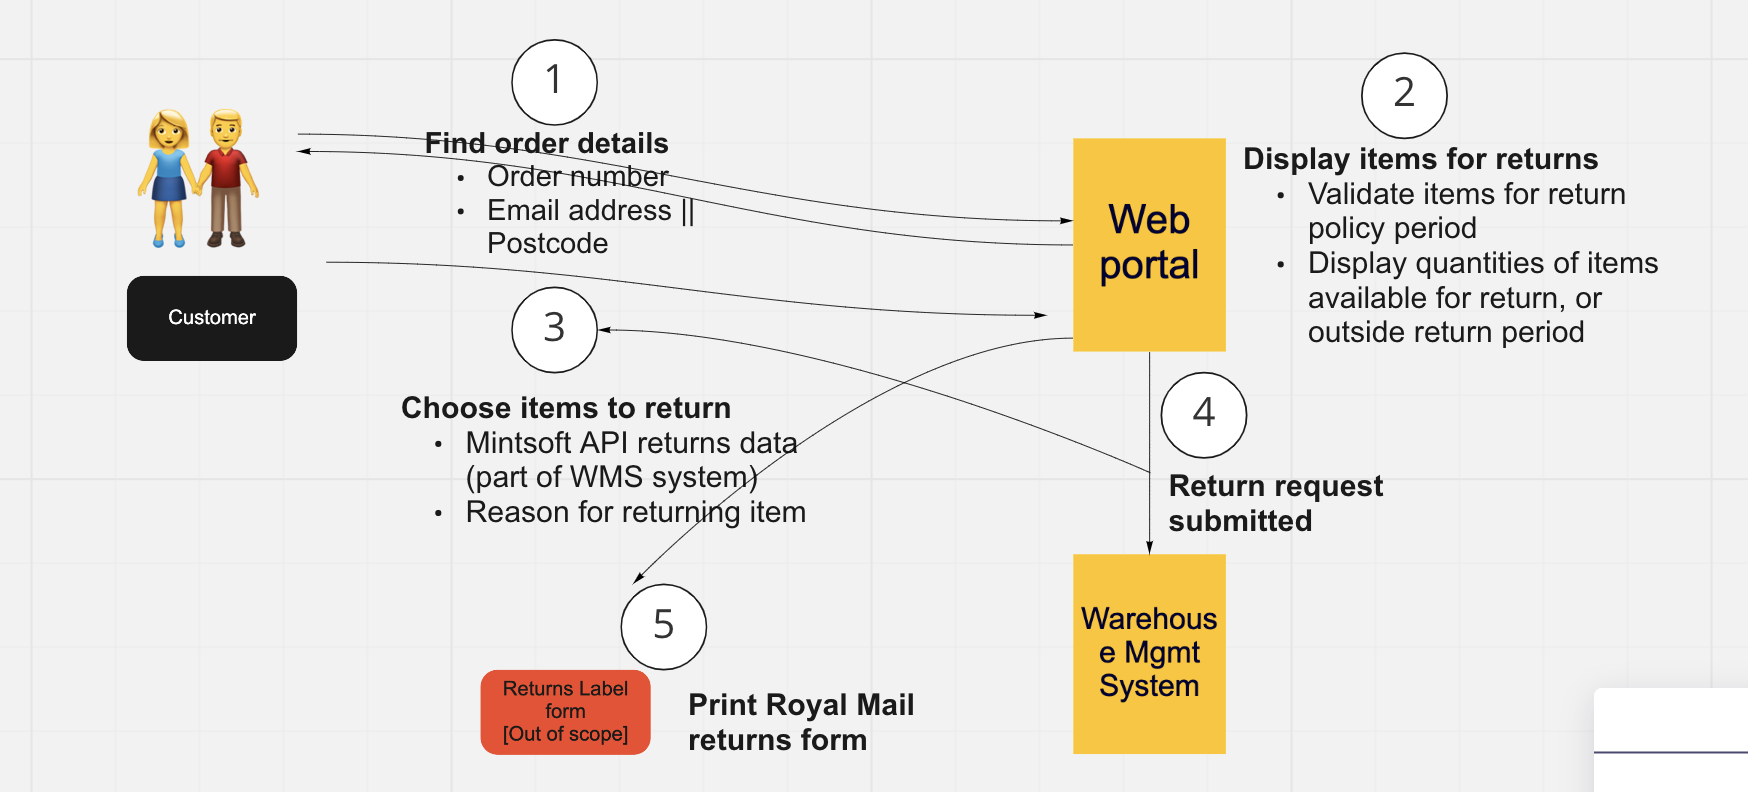 1
Find order details
• Order number
• Email address ||
Postcode
2
Display items for returns
• Validate items for return
policy period
• Display quantities of items
available for return, or
outside return period
Web
portal
Customer
3
Choose items to return
• Mintsoft API returns data
(part of WMS system)
• Reason for returning item
4
Return request
submitted
Warehous
e Mgmt
System
5
Returns Label
form
[Out of scope]
Print Royal Mail
returns form